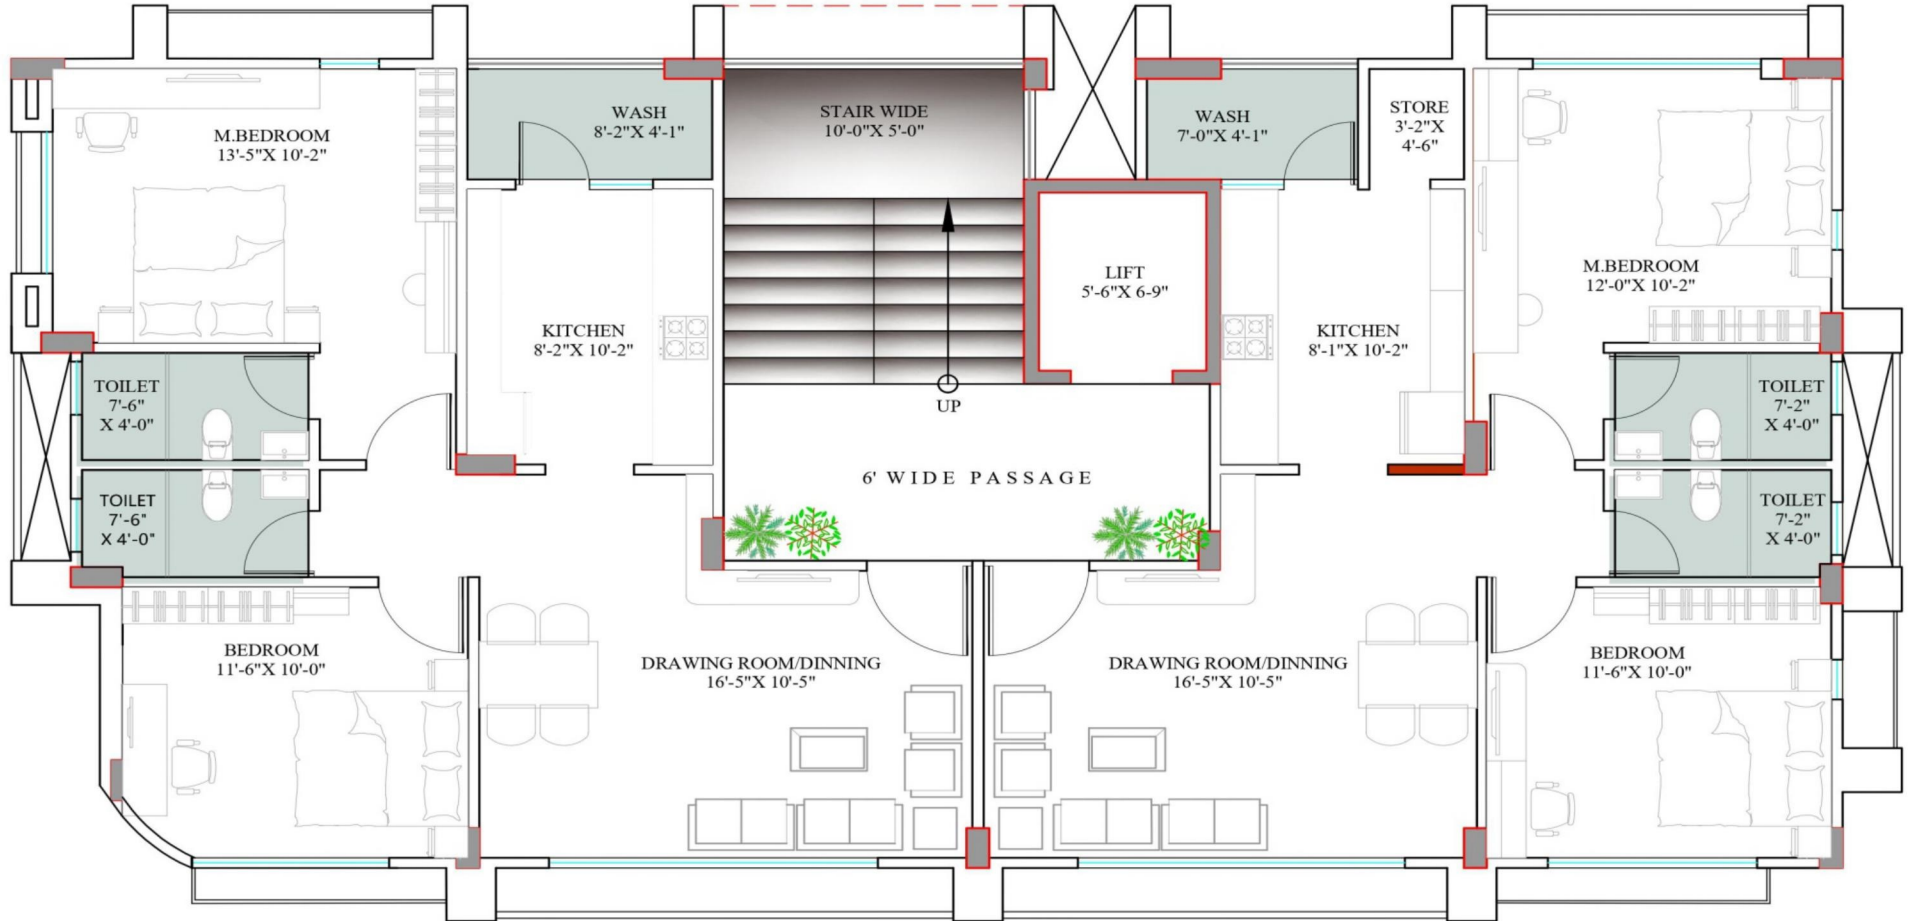 WASH
8'-2"X 4'-1"
STAIR WIDE
10'-0"X 5'-0"
WASH
7'-0"X 4'-1"
STORE
3'-2"X
4'-6"
M.BEDROOM
13'-5"X 10'-2"
M.BEDROOM
12'-0"X 10'-2"
LIFT
5'-6"X 6-9"
KITCHEN
8'-2"X 10'-2"
KITCHEN
8'-1"X 10'-2"
TOILET
7'-6"
X 4'-0"
UP
TOILET
7'-2"
X 4'-0"
6' WIDE PASSAGE
TOILET
7'-6"
X 4'-0"
TOILET
7'-2"
X 4'-0"
BEDROOM
11'-6"X 10'-0"
DRAWING ROOM/DINNING
16'-5"X 10'-5"
DRAWING ROOM/DINNING
16'-5"X 10'-5"
BEDROOM
11'-6"X 10'-0"